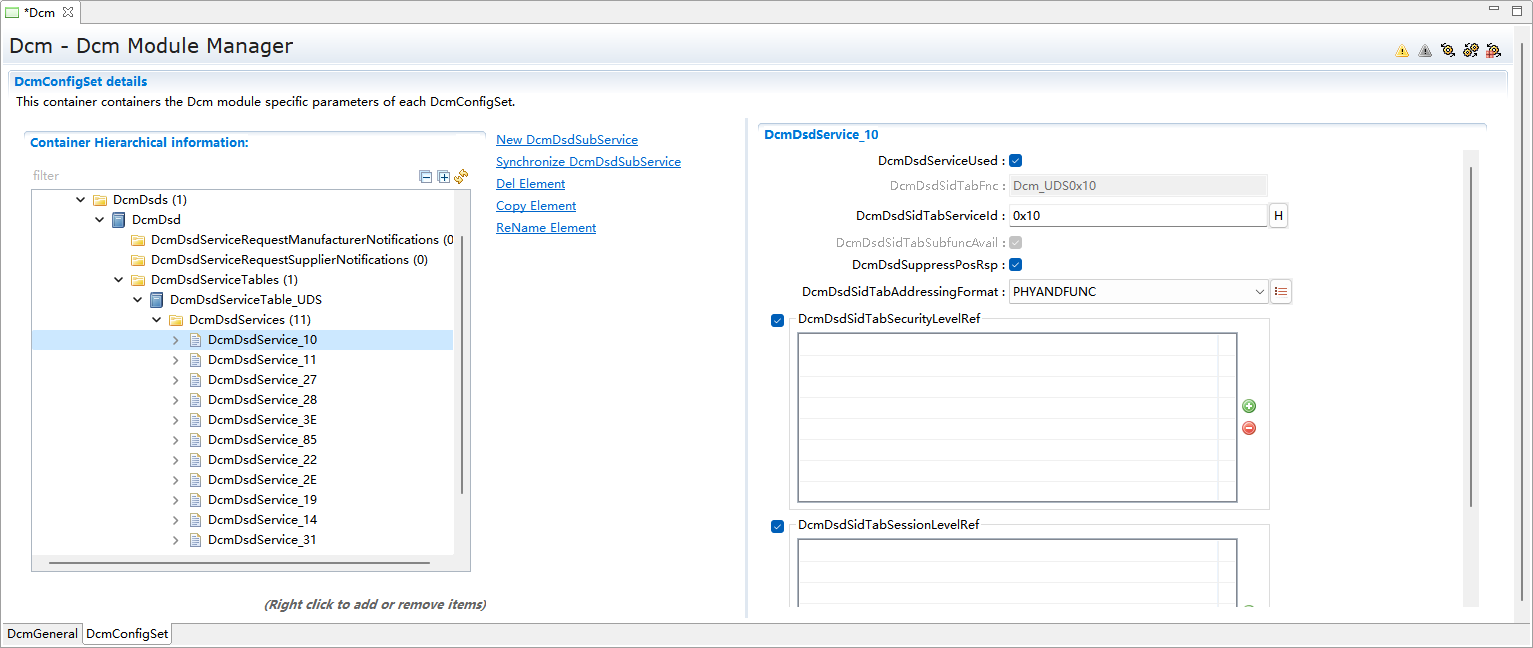 *Dcm
Dcm - Dcm Module Manager
DcmConfigSet details
This container containers the Dcm module specific parameters of each DcmConfigSet.
Container Hierarchical information:
filter
DcmDsds (1)
DcmDsd
DcmDsdServiceRequestManufacturerNotifications (0
DcmDsdServiceRequestSupplierNotifications (0)
DcmDsdServiceTables (1)
DcmDsdServiceTable_UDS
DcmDsdServices (11)
DcmDsdService_10
DcmDsdService_11
DcmDsdService_27
DcmDsdService_28
DcmDsdService_3E
DcmDsdService_85
DcmDsdService_22
DcmDsdService_2E
DcmDsdService_19
DcmDsdService_14
DcmDsdService_31
(Right click to add or remove items)
New DcmDsdSubService
Synchronize DcmDsdSubService
Del Element
Copy Element
ReName Element
DcmDsdService_10
DcmDsdServiceUsed :
DcmDsdSidTabFnc : Dcm_UDS0x10
DcmDsdSidTabServiceId : 0x10 H
DcmDsdSidTabSubfuncAvail :
DcmDsdSuppressPosRsp :
DcmDsdSidTabAddressingFormat : PHYANDFUNC
DcmDsdSidTabSecurityLevelRef
DcmDsdSidTabSessionLevelRef
DcmGeneral DcmConfigSet